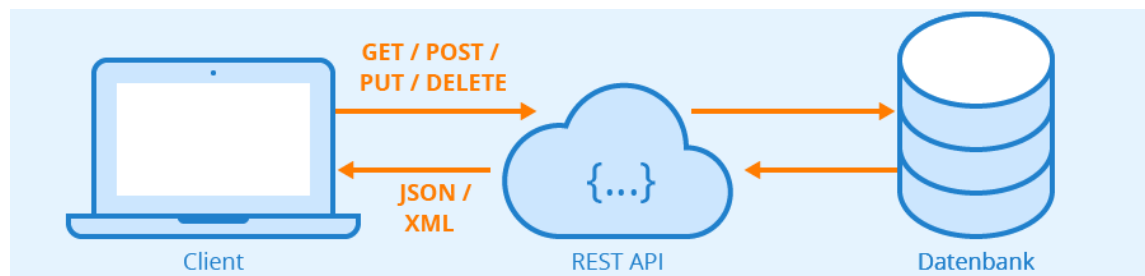 GET / POST /
PUT / DELETE
{...}
JSON /
XML
Client
REST API
Datenbank